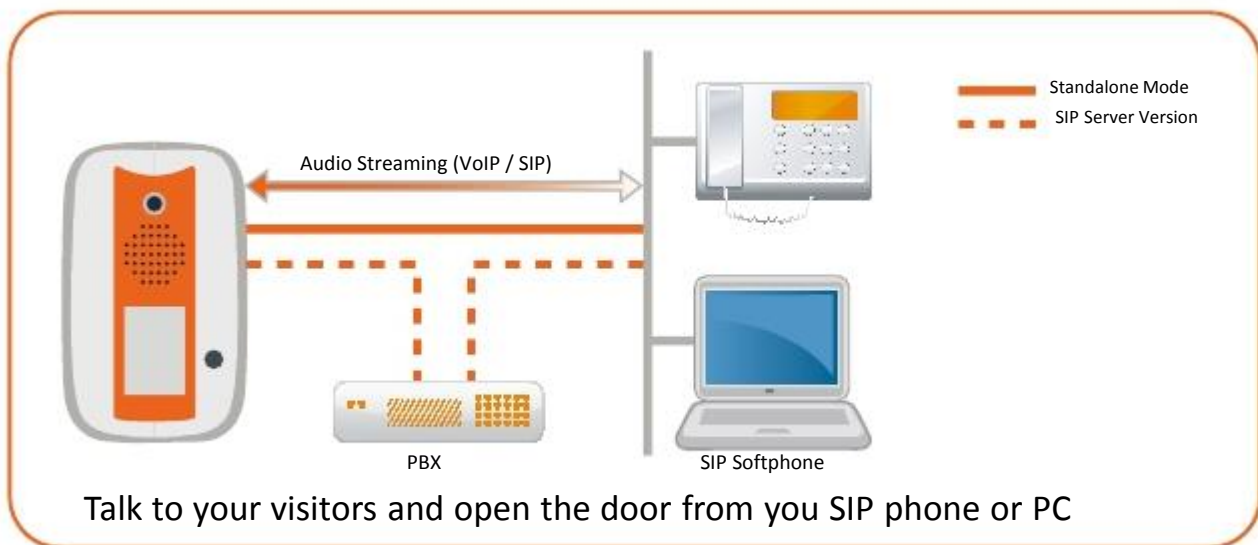 Standalone Mode
SIP Server Version
Audio Streaming (VoIP / SIP)
PBX
SIP Softphone
Talk to your visitors and open the door from you SIP phone or PC